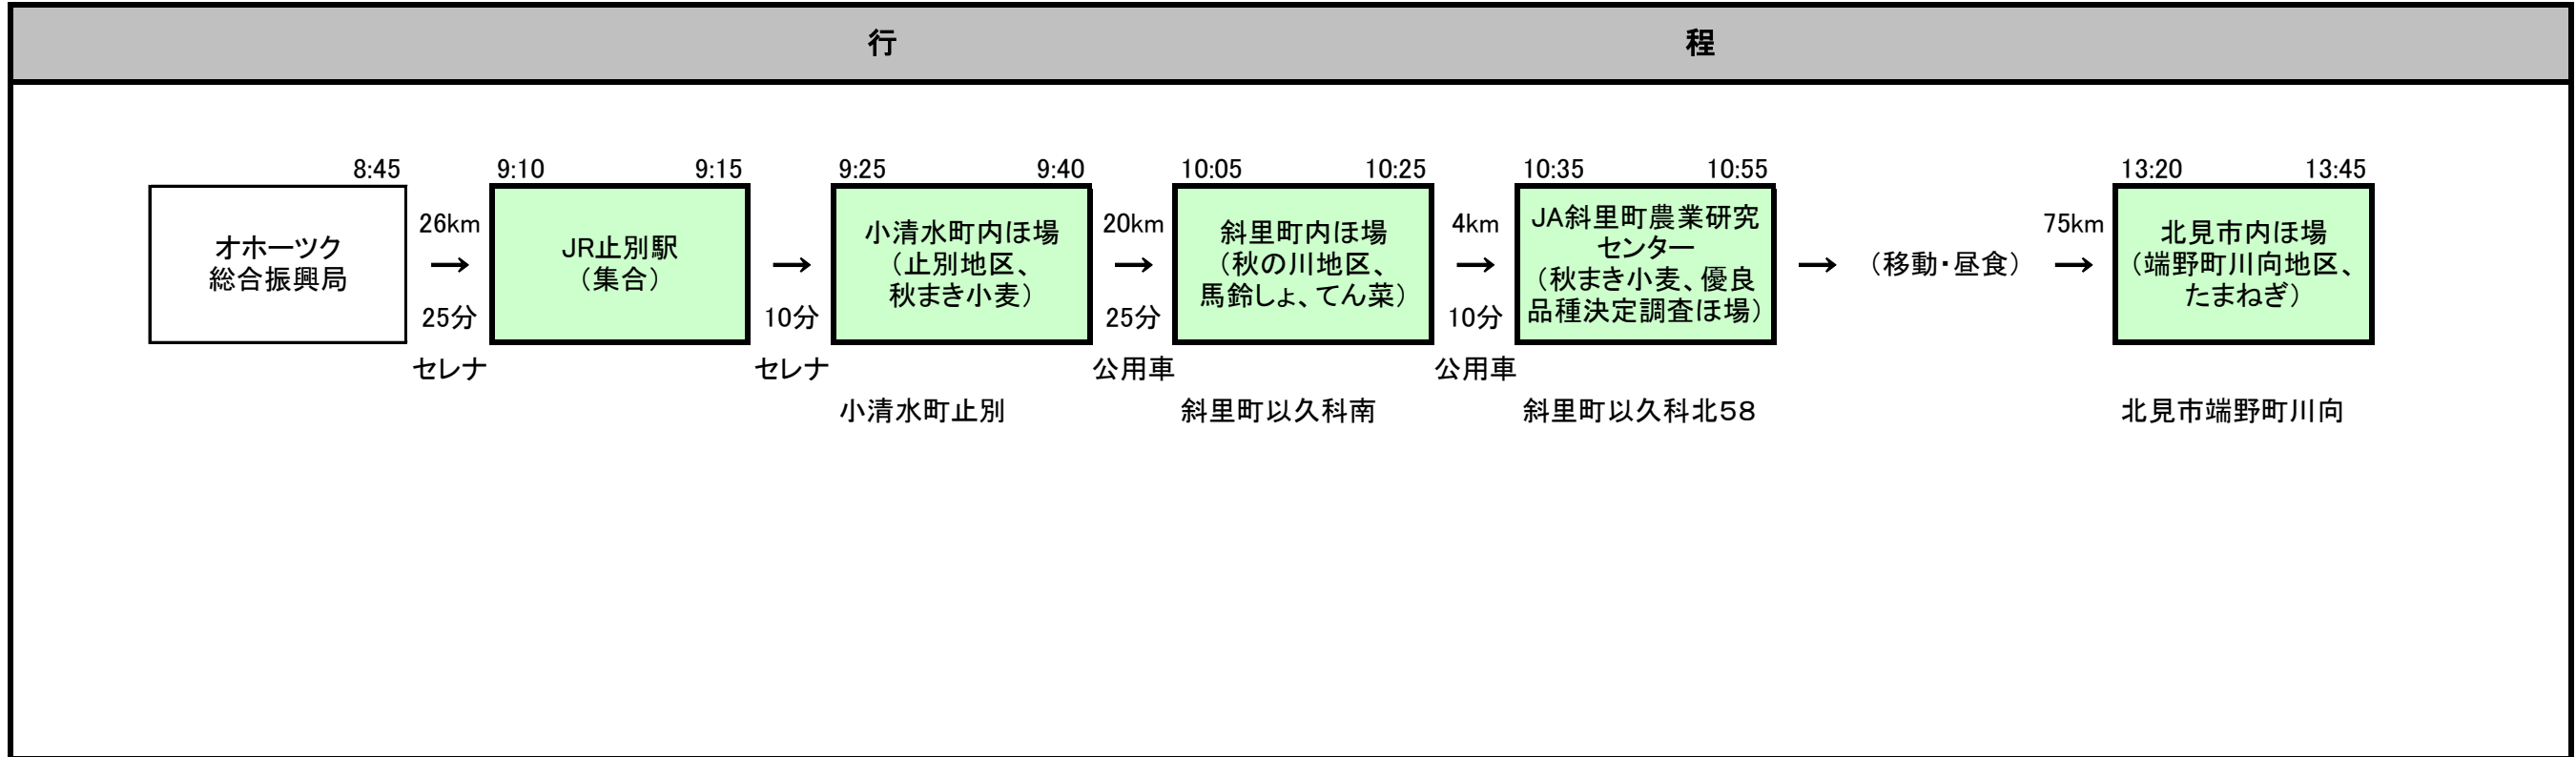 行程
8:45
オホーツク
総合振興局
26km
→
25分
セレナ
9:10 9:15
JR止別駅
（集合）
→
10分
セレナ
9:25 9:40
小清水町内ほ場
（止別地区、
秋まき小麦）
小清水町止別
20km
→
25分
公用車
10:05 10:25
斜里町内ほ場
（秋の川地区、
馬鈴しょ、てん菜）
斜里町以久科南
4km
→
10分
公用車
10:35 10:55
JA斜里町農業研究
センター
（秋まき小麦、優良
品種決定調査ほ場）
斜里町以久科北58
→
（移動・昼食）
75km
→
13:20 13:45
北見市内ほ場
（端野町川向地区、
たまねぎ）
北見市端野町川向